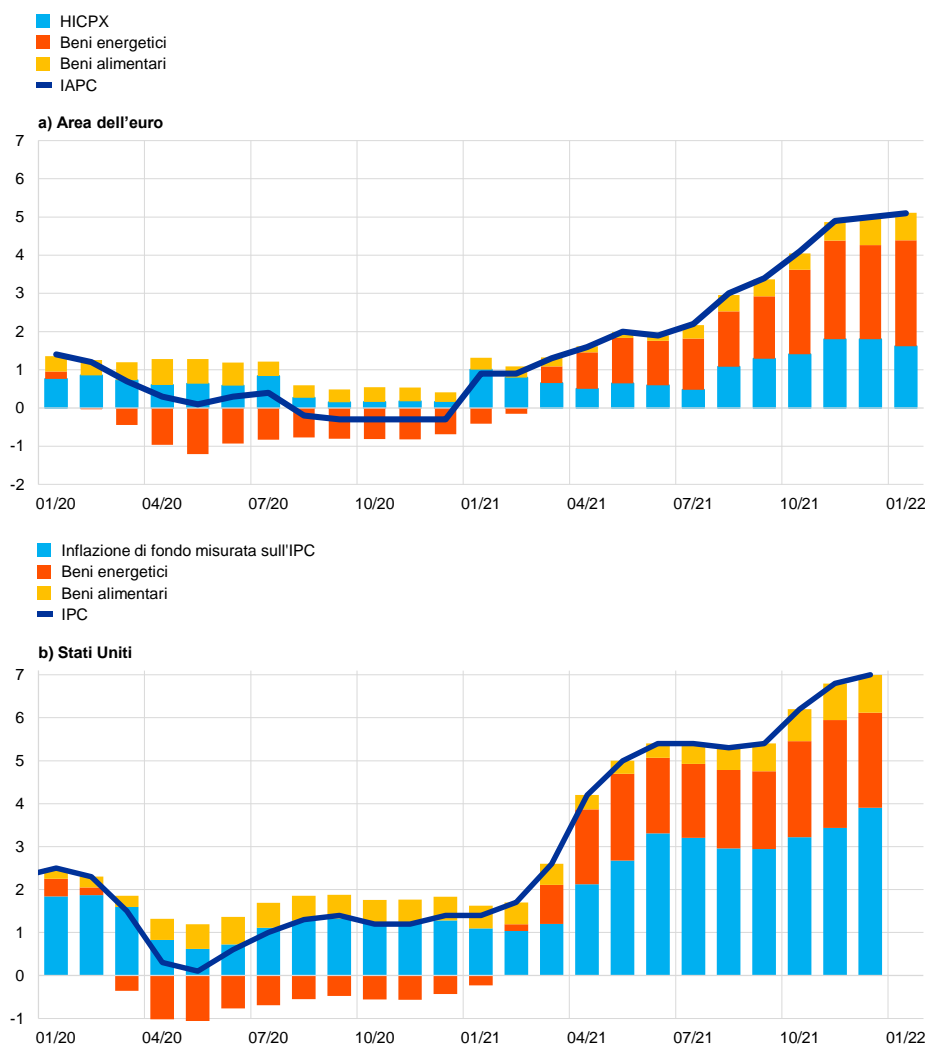 HICPX
Beni energetici
Beni alimentari
IAPC
a) Area dell'euro
7
6
5
4
3
2
1
0
-1
-2
01/20 04/20 07/20 10/20 01/21 04/21 07/21 10/21 01/22
Inflazione di fondo misurata sull'IPC
Beni energetici
Beni alimentari
IPC
b) Stati Uniti
7
6
5
4
3
2
1
0
-1
01/20 04/20 07/20 10/20 01/21 04/21 07/21 10/21 01/22